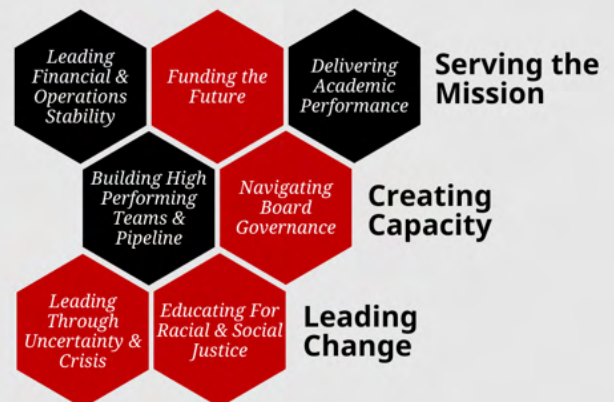 Leading
Financial &
Operations
Stability
Funding the
Future
Delivering
Academic
Performance
Serving the
Mission
Building High
Performing
Teams &
Pipeline
Navigating
Board
Governance
Creating
Capacity
Leading
Through
Uncertainty &
Crisis
Educating For
Racial & Social
Justice
Leading
Change